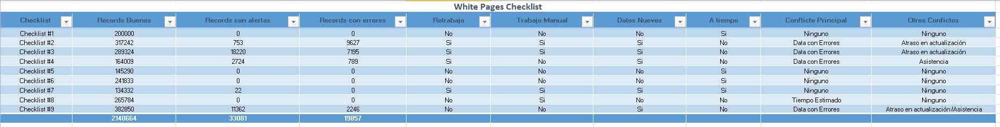 White Pages Checklist
Checklist Records Buenos Records con alertas Records con errores Retrabajo Trabajo Manual Datos Nuevos A tiempo Conflicto Principal Otros Confictos
Checklist #1 200000 0 0 No No No Si Ninguno Ninguno
Checklist #2 317242 753 9627 Si Si Si No Data con Errores Atraso en actualización
Checklist #3 289324 18220 7195 Si Si Si No Data con Errores Atraso en actualización
Checklist #4 164009 2724 789 Si No Si No Data con Errores Asistencia
Checklist #5 145290 0 0 No No No Si Ninguno Ninguno
Checklist #6 241833 0 0 No No No Si Ninguno Ninguno
Checklist #7 134332 22 0 Si Si Si Si Ninguno Ninguno
Checklist #8 265784 0 0 No Si No No Tiempo Estimado Ninguno
Checklist #9 382850 11362 2246 No No Si No Data con Errores Atraso en actualización/Asistencia
2140664 33081 19857